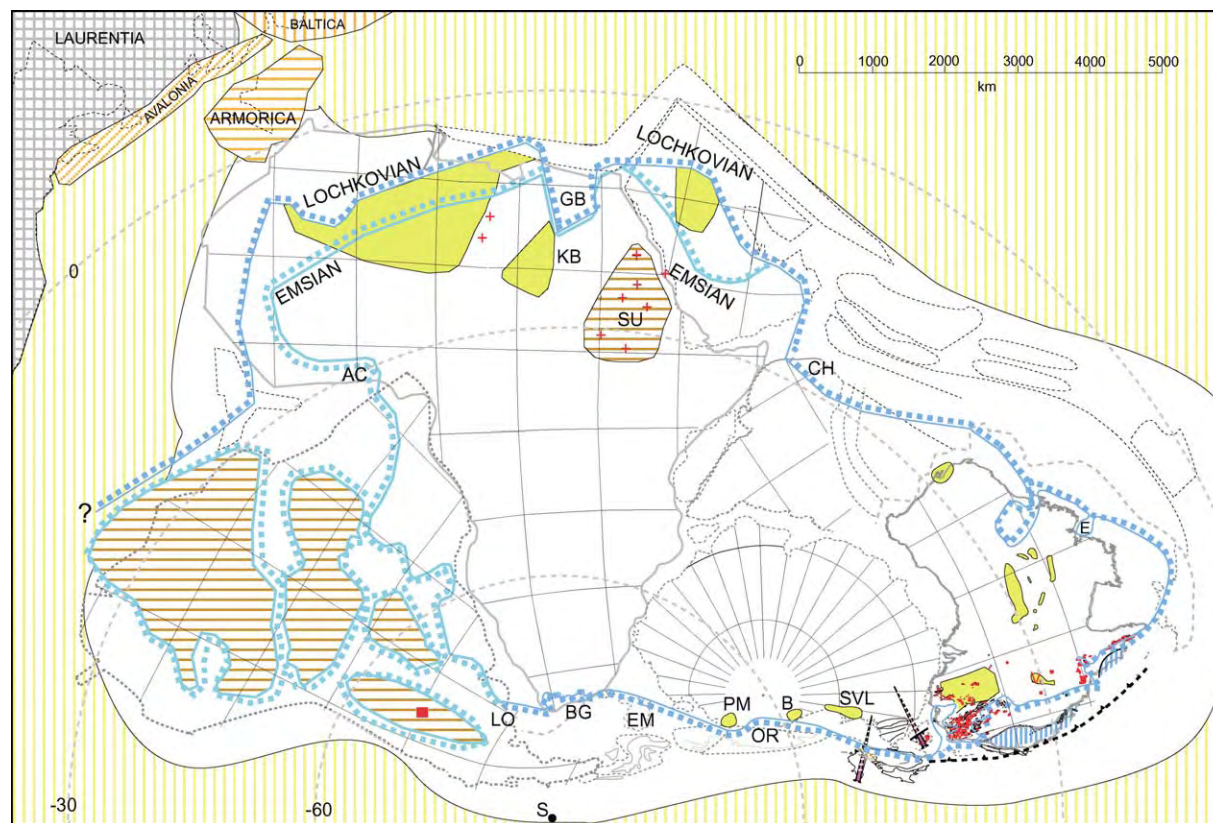 BALTICA
LAURENTIA
AVALONIA
ARMORICA
0 1000 2000 3000 4000 5000
km
LOCHKOVIAN
LOCHKOVIAN
GB
KB
EMSIAN
EMSIAN
0
SU
AC
CH
?
E
LO
BG
EM
PM
B
SVL
OR
-30
-60
S